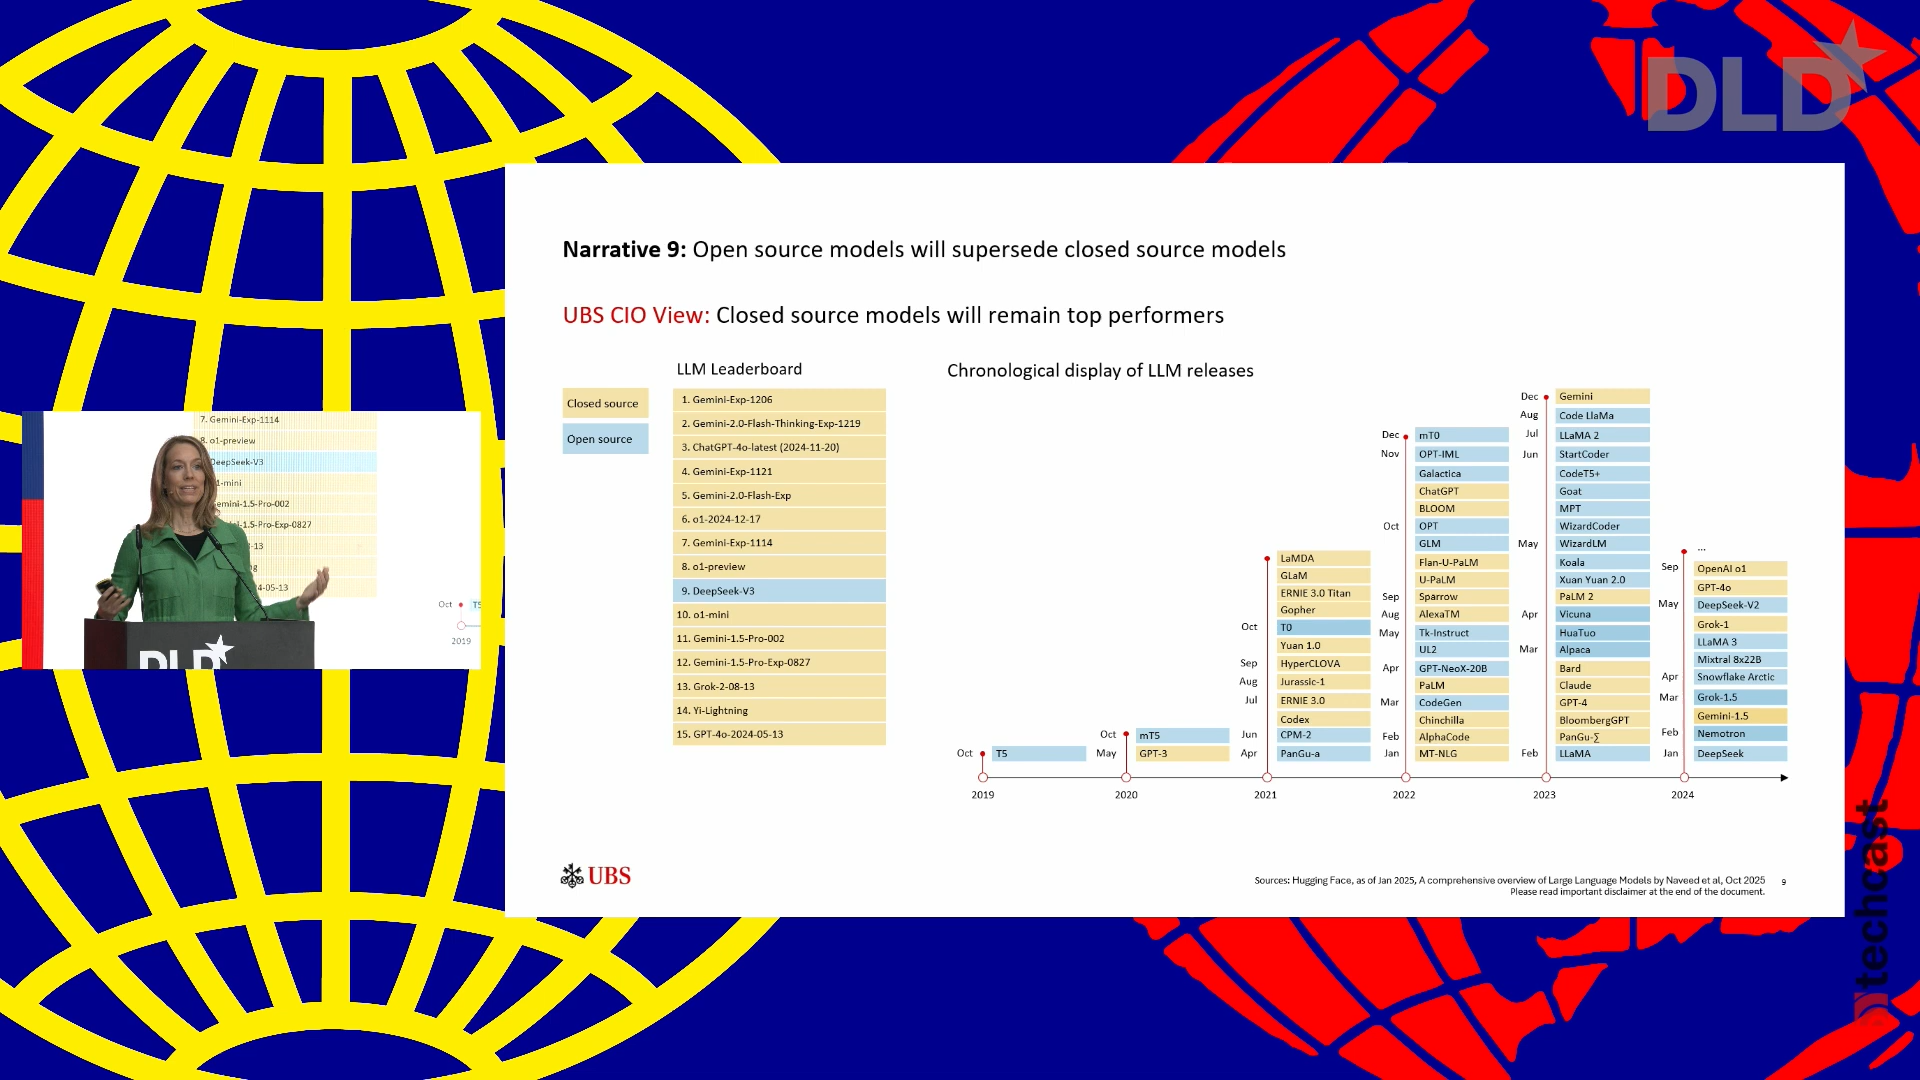 DLD
Narrative 9: Open source models will supersede closed source models
UBS CIO View: Closed source models will remain top performers
LLM Leaderboard
Closed source
Open source
1. Gemini-Exp-1206
2. Gemini-2.0-Flash-Thinking-Exp-1219
3. ChatGPT-4o-latest (2024-11-20)
4. Gemini-Exp-1121
5. Gemini-2.0-Flash-Exp
6. o1-2024-12-17
7. Gemini-Exp-1114
8. o1-preview
9. DeepSeek-V3
10. o1-mini
11. Gemini-1.5-Pro-002
12. Gemini-1.5-Pro-Exp-0827
13. Grok-2-08-13
14. Yi-Lightning
15. GPT-4o-2024-05-13
Chronological display of LLM releases
Oct T5
2019
Oct mT5
May GPT-3
2020
LaMDA
GLaM
ERNIE 3.0 Titan
Gopher
Oct T0
Yuan 1.0
Sep HyperCLOVA
Aug Jurassic-1
Jul ERNIE 3.0
Codex
Jun CPM-2
Apr PanGu-a
2021
Dec mT0
Nov OPT-IML
Galactica
ChatGPT
BLOOM
Oct OPT
GLM
Flan-U-PaLM
U-PaLM
Sep Sparrow
Aug AlexaTM
May Tk-Instruct
UL2
Apr GPT-NeoX-20B
PaLM
Mar CodeGen
Chinchilla
Feb AlphaCode
Jan MT-NLG
2022
Dec Gemini
Aug Code LlaMa
Jul LLaMA 2
Jun StartCoder
CodeT5+
Goat
MPT
WizardCoder
May WizardLM
Koala
Xuan Yuan 2.0
PaLM 2
Apr Vicuna
HuaTuo
Mar Alpaca
Bard
Claude
GPT-4
BloombergGPT
PanGu-∑
Feb LLaMA
2023
...
Sep OpenAI o1
GPT-4o
May DeepSeek-V2
Grok-1
LLaMA 3
Mixtral 8x22B
Apr Snowflake Arctic
Mar Grok-1.5
Gemini-1.5
Feb Nemotron
Jan DeepSeek
2024
UBS
Sources: Hugging Face, as of Jan 2025, A comprehensive overview of Large Language Models by Naveed et al, Oct 2025
Please read important disclaimer at the end of the document.
9
7. Gemini-Exp-1114
8. o1-preview
DeepSeek-V3
1-mini
emini-1.5-Pro-002
-1.5-Pro-Exp-0827
-13
4-05-13
Oct T5
2019
DLD
techcast